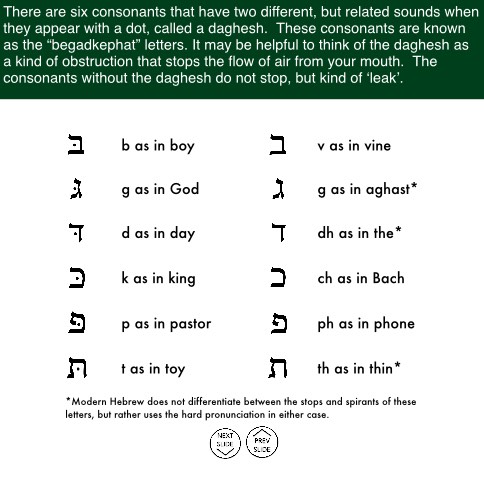 There are six consonants that have two different, but related sounds when
they appear with a dot, called a daghesh.  These consonants are known
as the “begadkephat” letters. It may be helpful to think of the daghesh as
a kind of obstruction that stops the flow of air from your mouth.  The
consonants without the daghesh do not stop, but kind of ‘leak’.
בּ b as in boy ב v as in vine
גּ g as in God ג g as in aghast*
דּ d as in day ד dh as in the*
כּ k as in king כ ch as in Bach
פּ p as in pastor פ ph as in phone
תּ t as in toy ת th as in thin*
*Modern Hebrew does not differentiate between the stops and spirants of these
letters, but rather uses the hard pronunciation in either case.
NEXT SLIDE PREV SLIDE